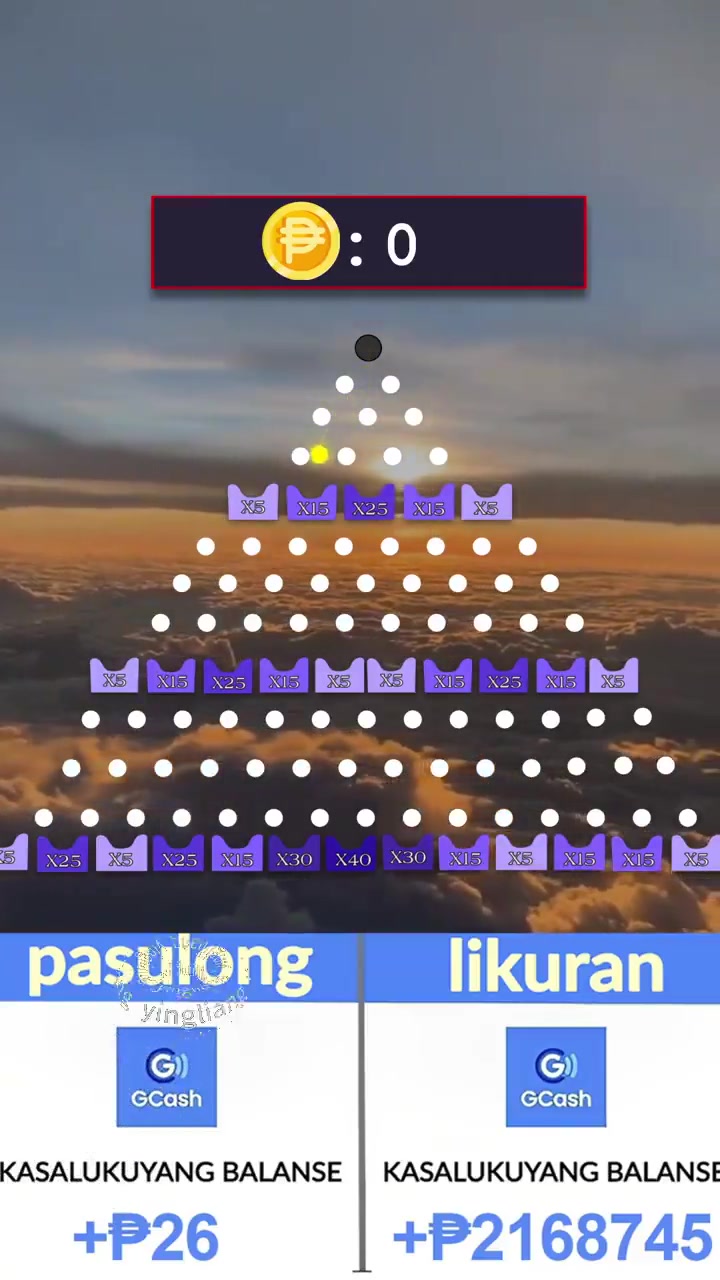 ₱ : 0
X5 X15 X25 X15 X5
X5 X15 X25 X15 X5 X5 X15 X25 X15 X5
X5 X25 X5 X25 X15 X30 X40 X30 X15 X5 X15 X15 X5
pasulong
likuran
yingliang
GCash
GCash
KASALUKUYANG BALANSE
KASALUKUYANG BALANSE
+₱26
+₱2168745